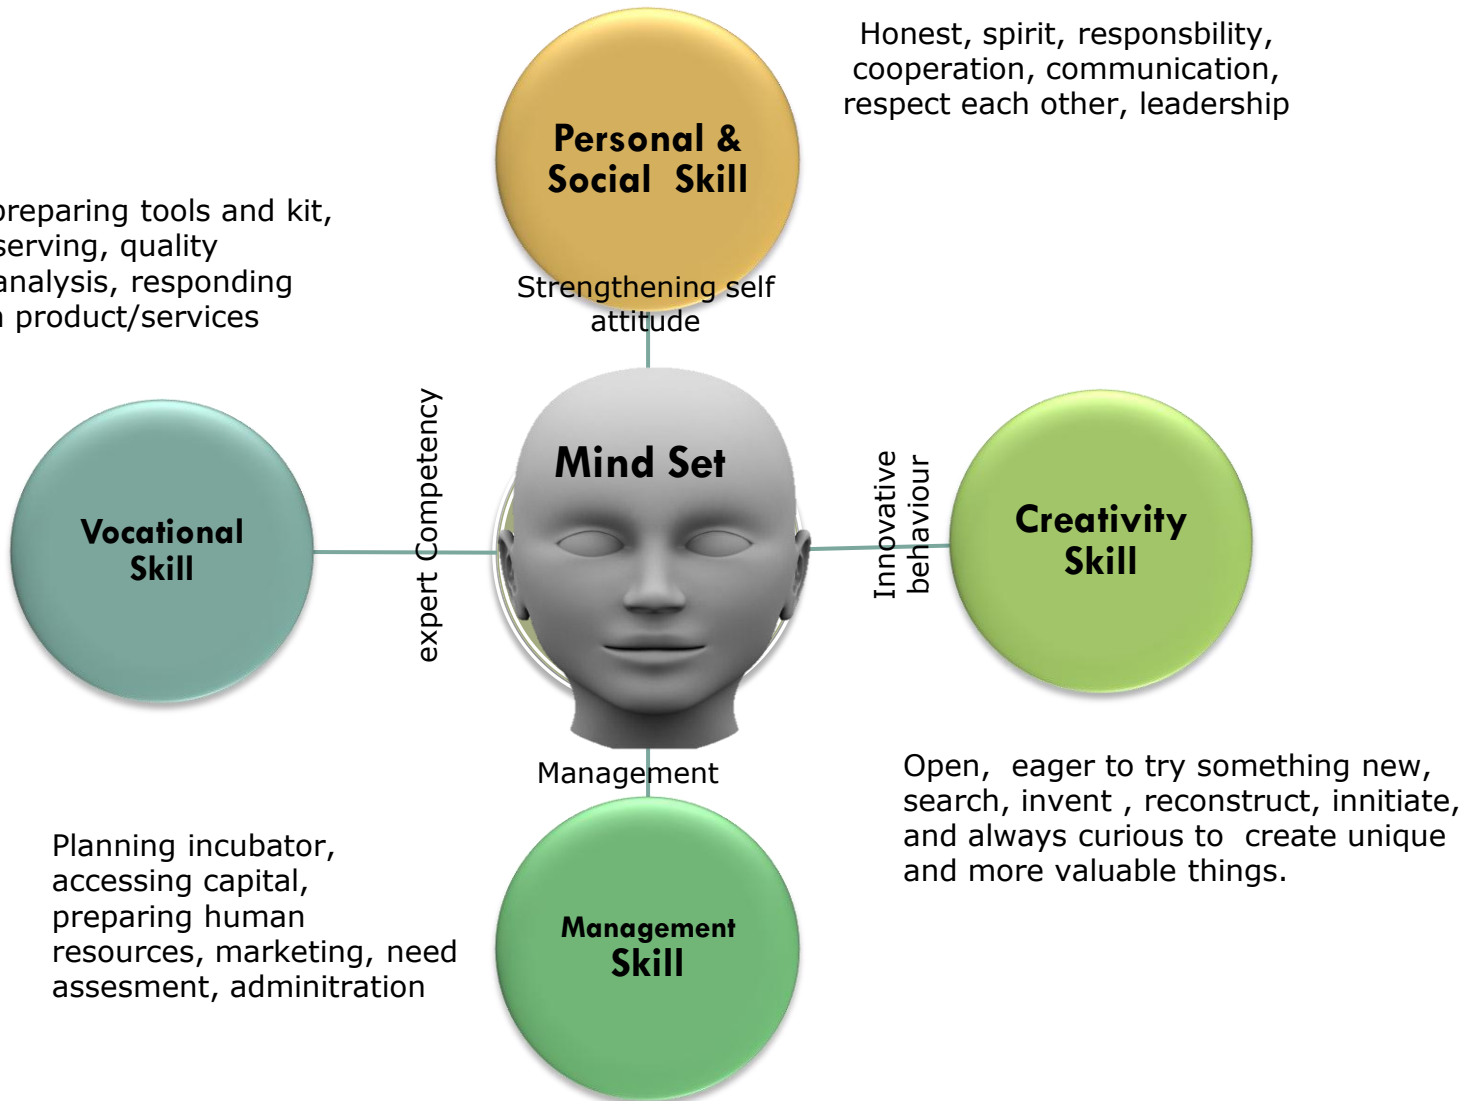 Honest, spirit, responsbility,
cooperation, communication,
respect each other, leadership
Personal &
Social Skill
preparing tools and kit,
serving, quality
analysis, responding
product/services
Strengthening self
attitude
expert Competency
Mind Set
Innovative
behaviour
Vocational
Skill
Creativity
Skill
Management
Open, eager to try something new,
search, invent , reconstruct, innitiate,
and always curious to create unique
and more valuable things.
Planning incubator,
accessing capital,
preparing human
resources, marketing, need
assesment, adminitration
Management
Skill